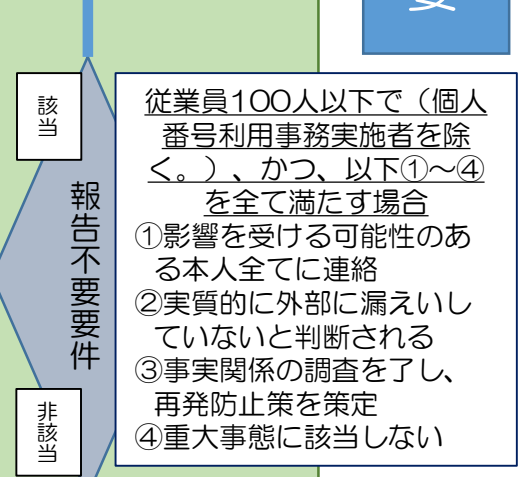 該当
報告不要要件
非該当
従業員100人以下で（個人
番号利用事務実施者を除
く。）、かつ、以下①～④
を全て満たす場合
①影響を受ける可能性のあ
る本人全てに連絡
②実質的に外部に漏えいし
ていないと判断される
③事実関係の調査を了し、
再発防止策を策定
④重大事態に該当しない